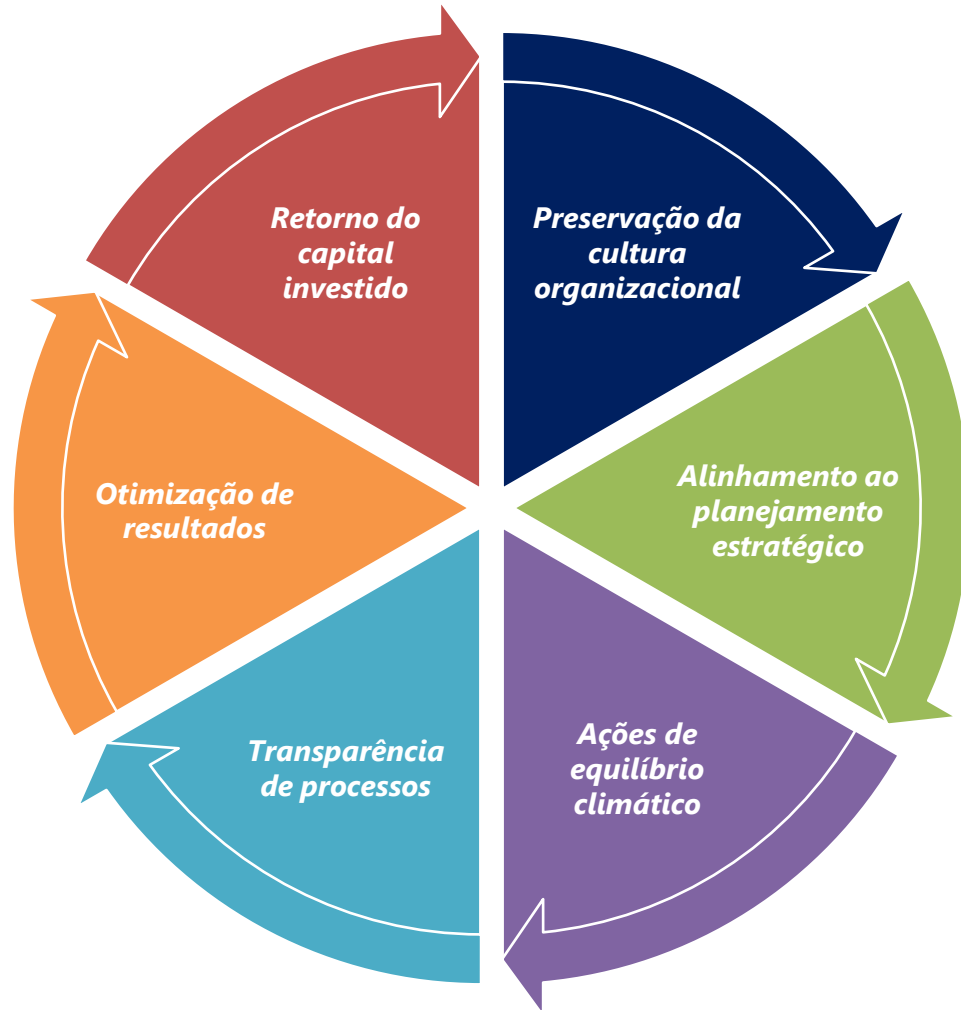 Preservação da
cultura
organizacional
Alinhamento ao
planejamento
estratégico
Ações de
equilíbrio
climático
Transparência
de processos
Otimização de
resultados
Retorno do
capital
investido